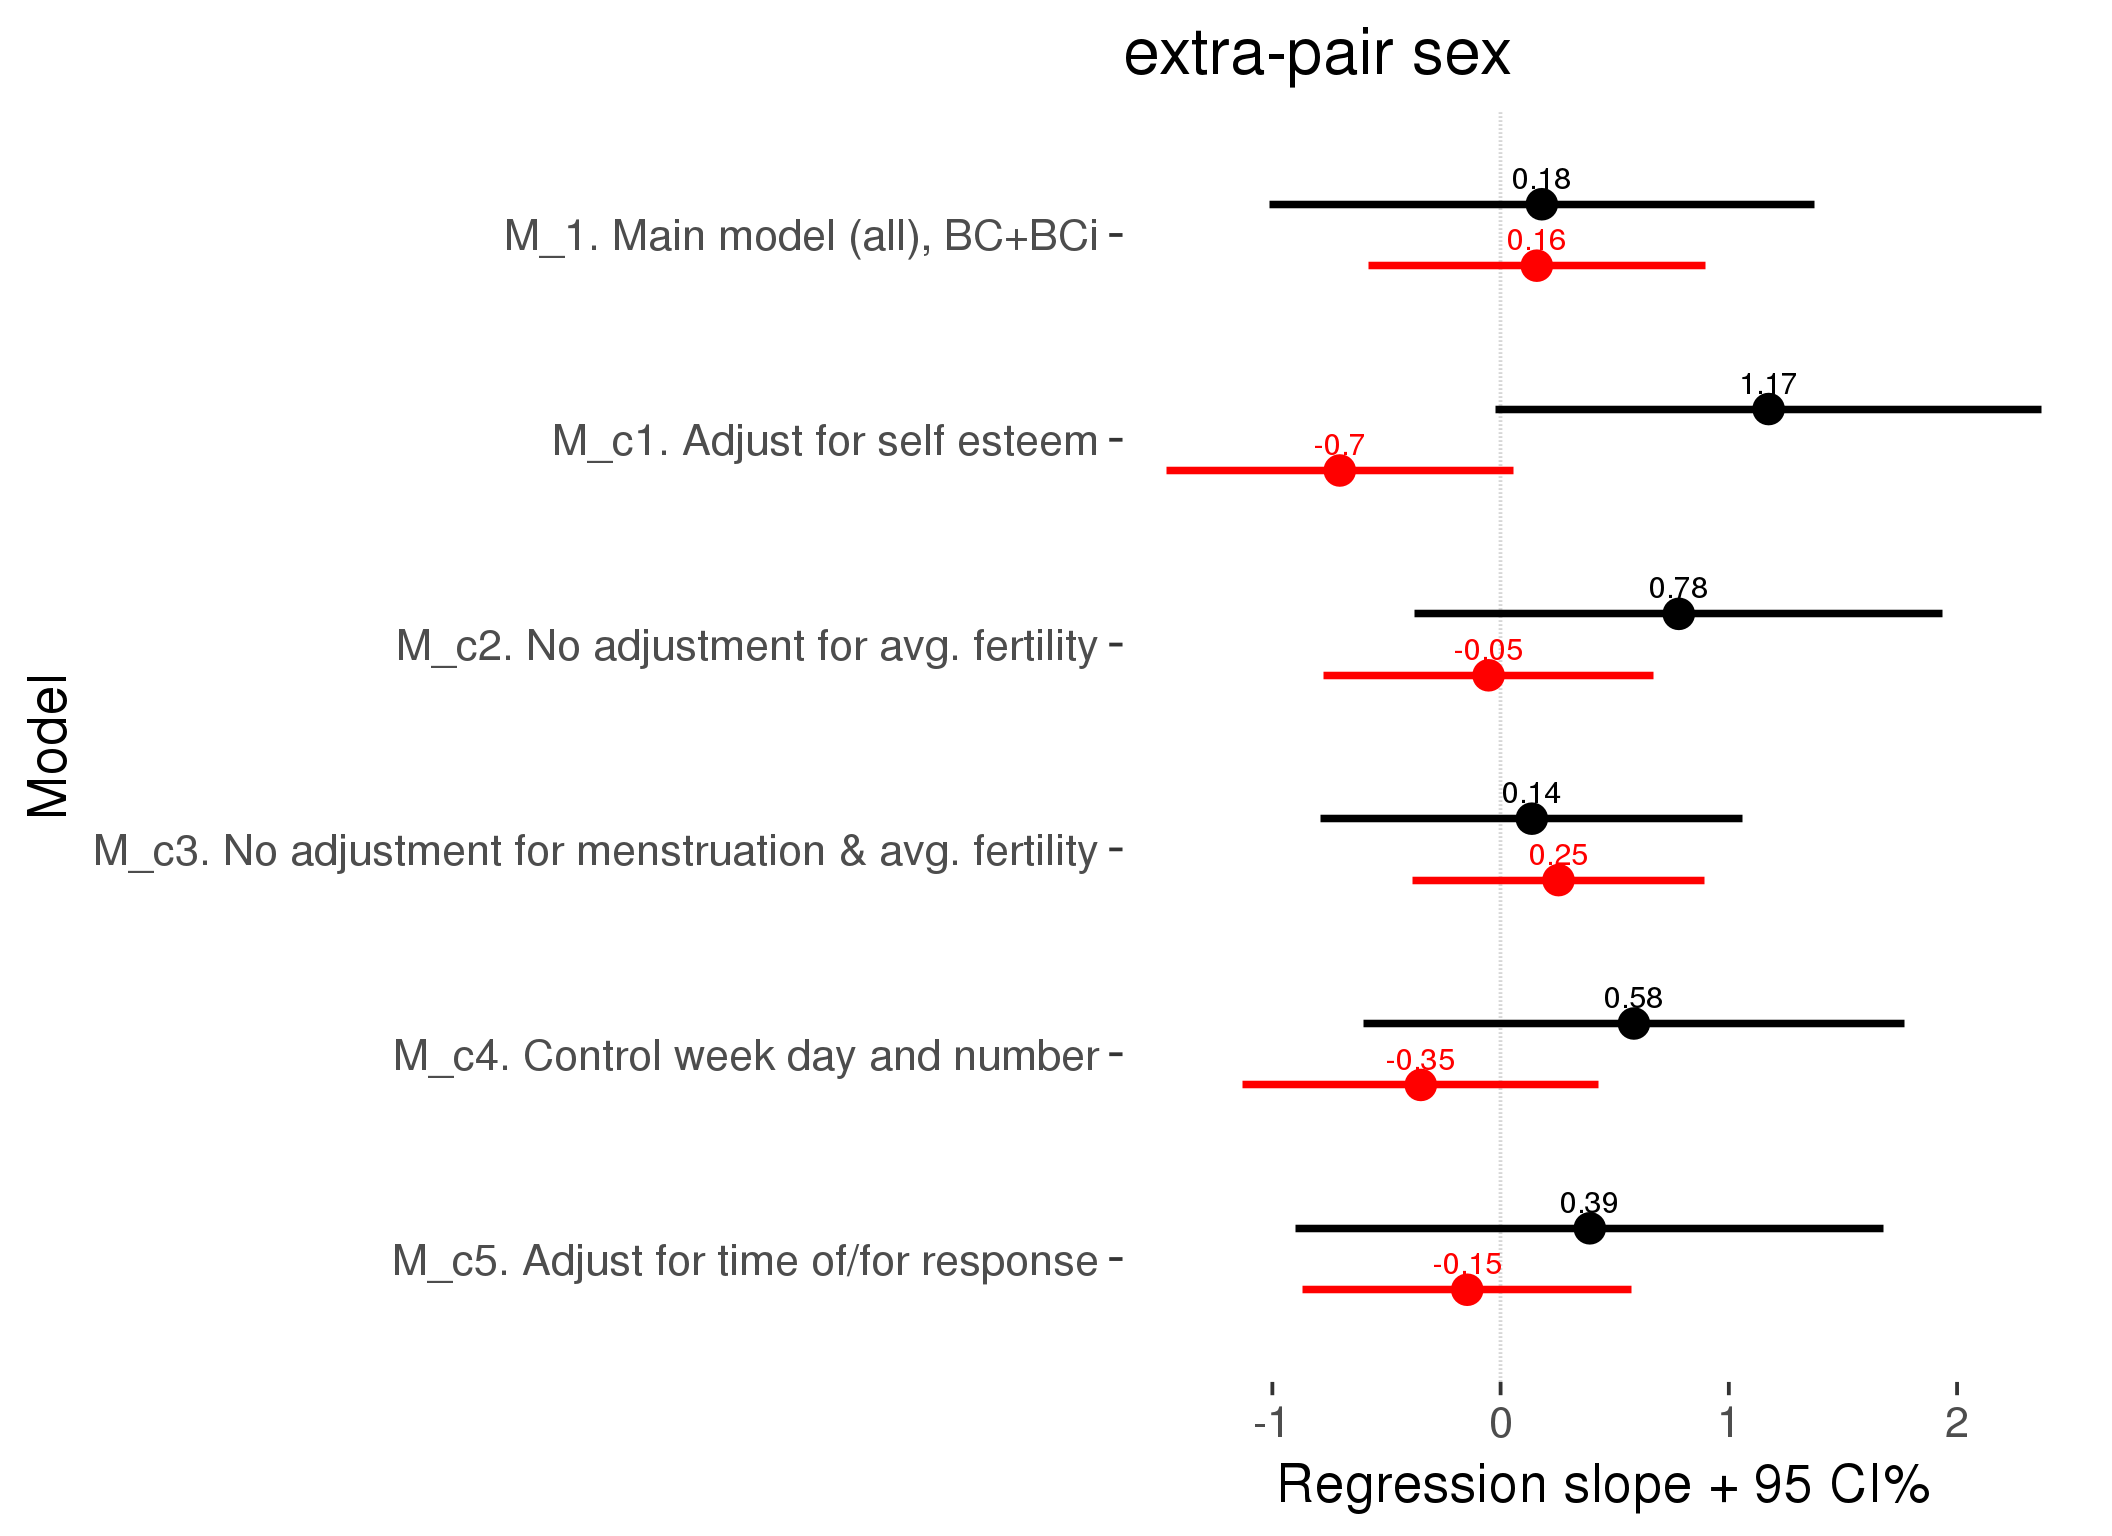 extra-pair sex
Model
M_1. Main model (all), BC+BCi
0.18
0.16
M_c1. Adjust for self esteem
1.17
-0.7
M_c2. No adjustment for avg. fertility
0.78
-0.05
M_c3. No adjustment for menstruation & avg. fertility
0.14
0.25
M_c4. Control week day and number
0.58
-0.35
M_c5. Adjust for time of/for response
0.39
-0.15
-1 0 1 2
Regression slope + 95 CI%